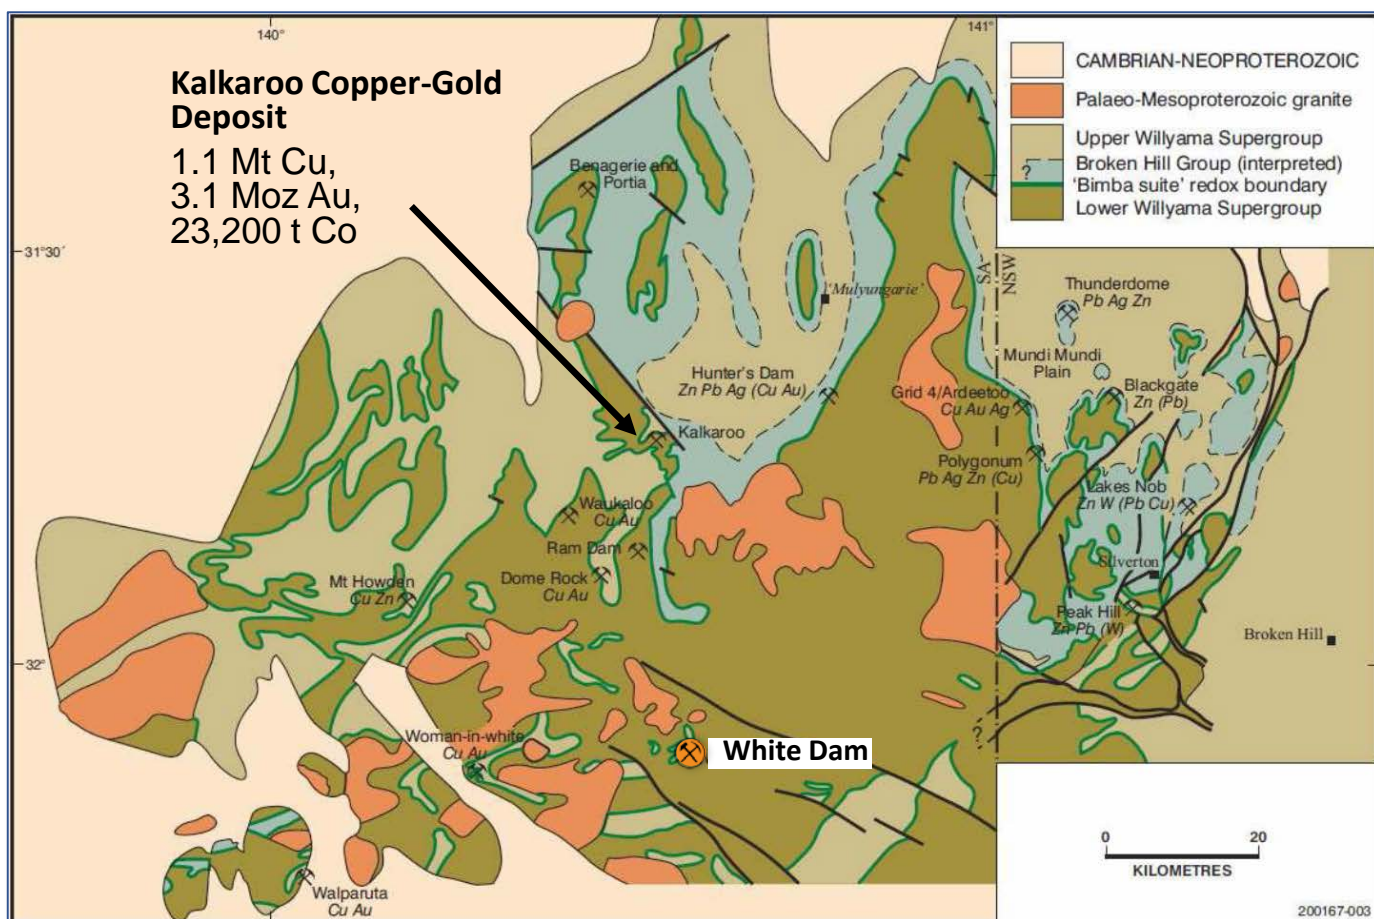 140°
141°
Kalkaroo Copper-Gold
Deposit
1.1 Mt Cu,
3.1 Moz Au,
23,200 t Co
CAMBRIAN-NEOPROTEROZOIC
Palaeo-Mesoproterozoic granite
Upper Willyama Supergroup
? Broken Hill Group (interpreted)
'Bimba suite' redox boundary
Lower Willyama Supergroup
Benagerie and
Portia
31°30´
SA
NSW
'Mulyungarie'
Thunderdome
Pb Ag Zn
Mundi Mundi
Plain
Hunter's Dam
Zn Pb Ag (Cu Au)
Grid 4/Ardeetoo
Cu Au Ag
Blackgate
Zn (Pb)
Kalkaroo
Polygonum
Pb Ag Zn (Cu)
Lakes Nob
Zn W (Pb Cu)
Waukaloo
Cu Au
Ram Dam
Dome Rock
Cu Au
Mt Howden
Cu Zn
Silverton
Peak Hill
Zn Pb (W)
Broken Hill
32°
Woman-in-white
Cu Au
White Dam
?
0
20
KILOMETRES
Walparuta
Cu Au
200167-003